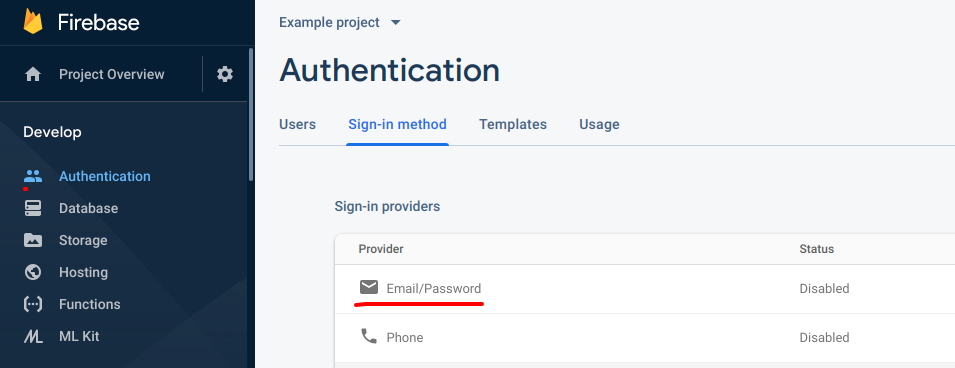 Firebase
Project Overview
Develop
Authentication
Database
Storage
Hosting
Functions
ML Kit
Example project
Authentication
Users Sign-in method Templates Usage
Sign-in providers
Provider Status
Email/Password Disabled
Phone Disabled